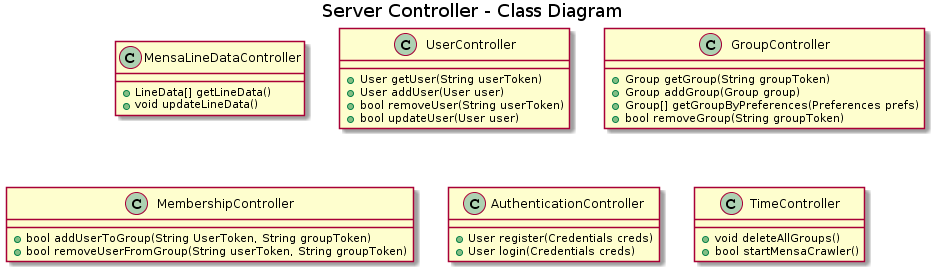 Server Controller - Class Diagram
C MensaLineDataController
LineData[] getLineData()
void updateLineData()
C UserController
User getUser(String userToken)
User addUser(User user)
bool removeUser(String userToken)
bool updateUser(User user)
C GroupController
Group getGroup(String groupToken)
Group addGroup(Group group)
Group[] getGroupByPreferences(Preferences prefs)
bool removeGroup(String groupToken)
C MembershipController
bool addUserToGroup(String UserToken, String groupToken)
bool removeUserFromGroup(String userToken, String groupToken)
C AuthenticationController
User register(Credentials creds)
User login(Credentials creds)
C TimeController
void deleteAllGroups()
bool startMensaCrawler()